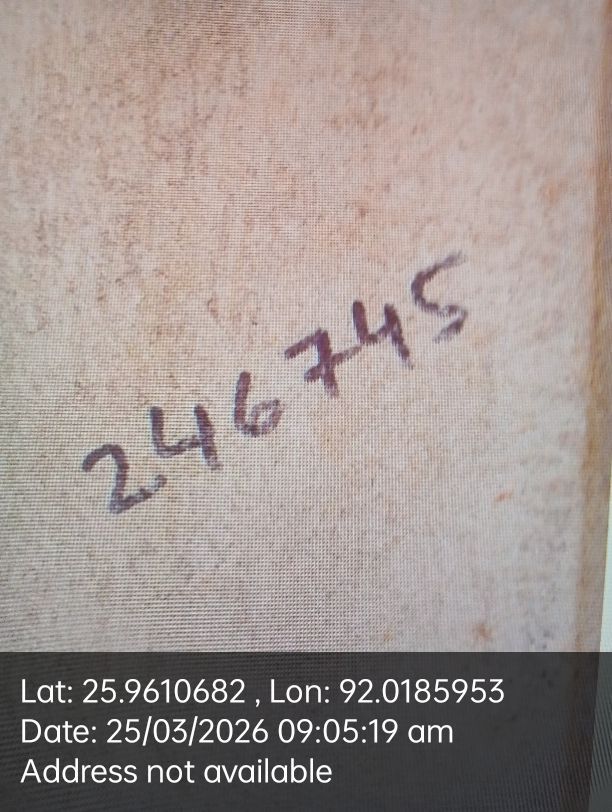 246745
Lat: 25.9610682 , Lon: 92.0185953
Date: 25/03/2026 09:05:19 am
Address not available